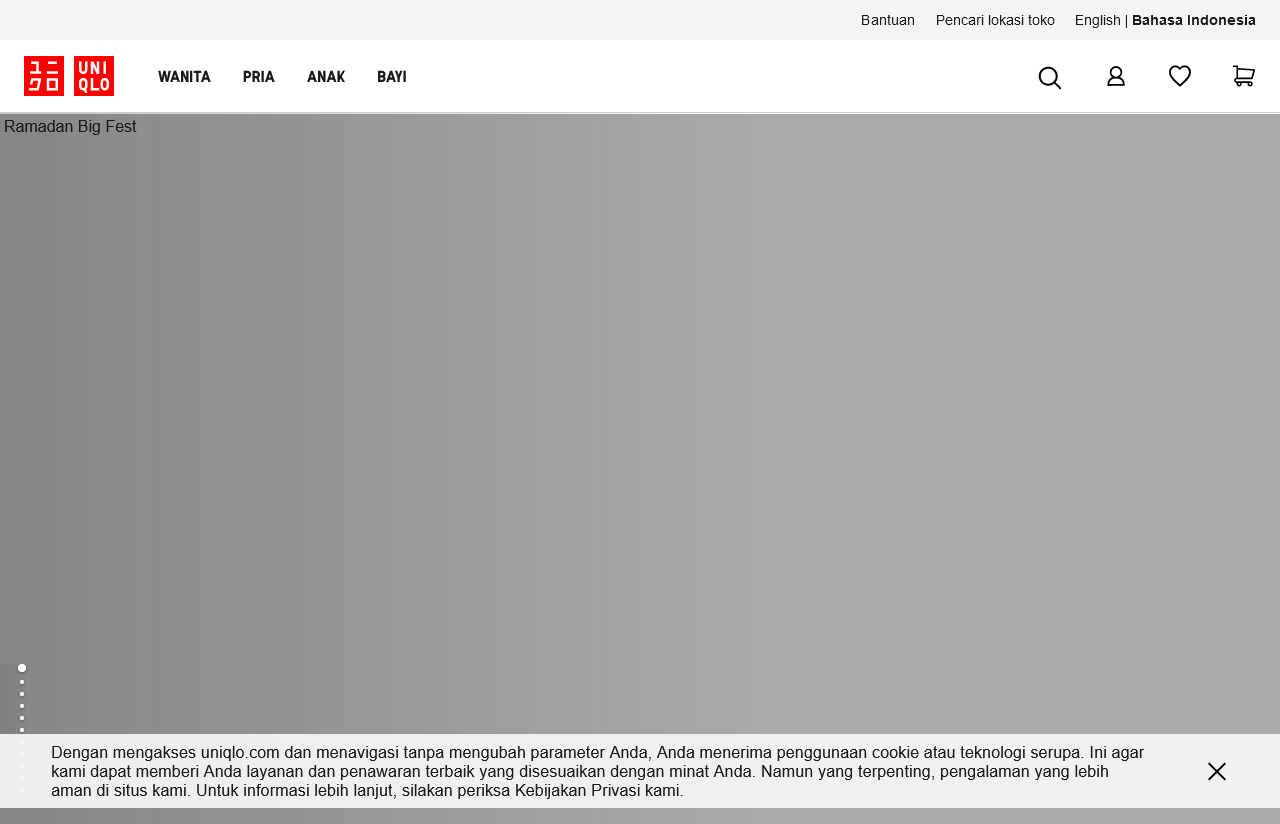 Bantuan Pencari lokasi toko English | Bahasa Indonesia
ユニクロ UNIQLO WANITA PRIA ANAK BAYI
Ramadan Big Fest
Dengan mengakses uniqlo.com dan menavigasi tanpa mengubah parameter Anda, Anda menerima penggunaan cookie atau teknologi serupa. Ini agar
kami dapat memberi Anda layanan dan penawaran terbaik yang disesuaikan dengan minat Anda. Namun yang terpenting, pengalaman yang lebih
aman di situs kami. Untuk informasi lebih lanjut, silakan periksa Kebijakan Privasi kami.